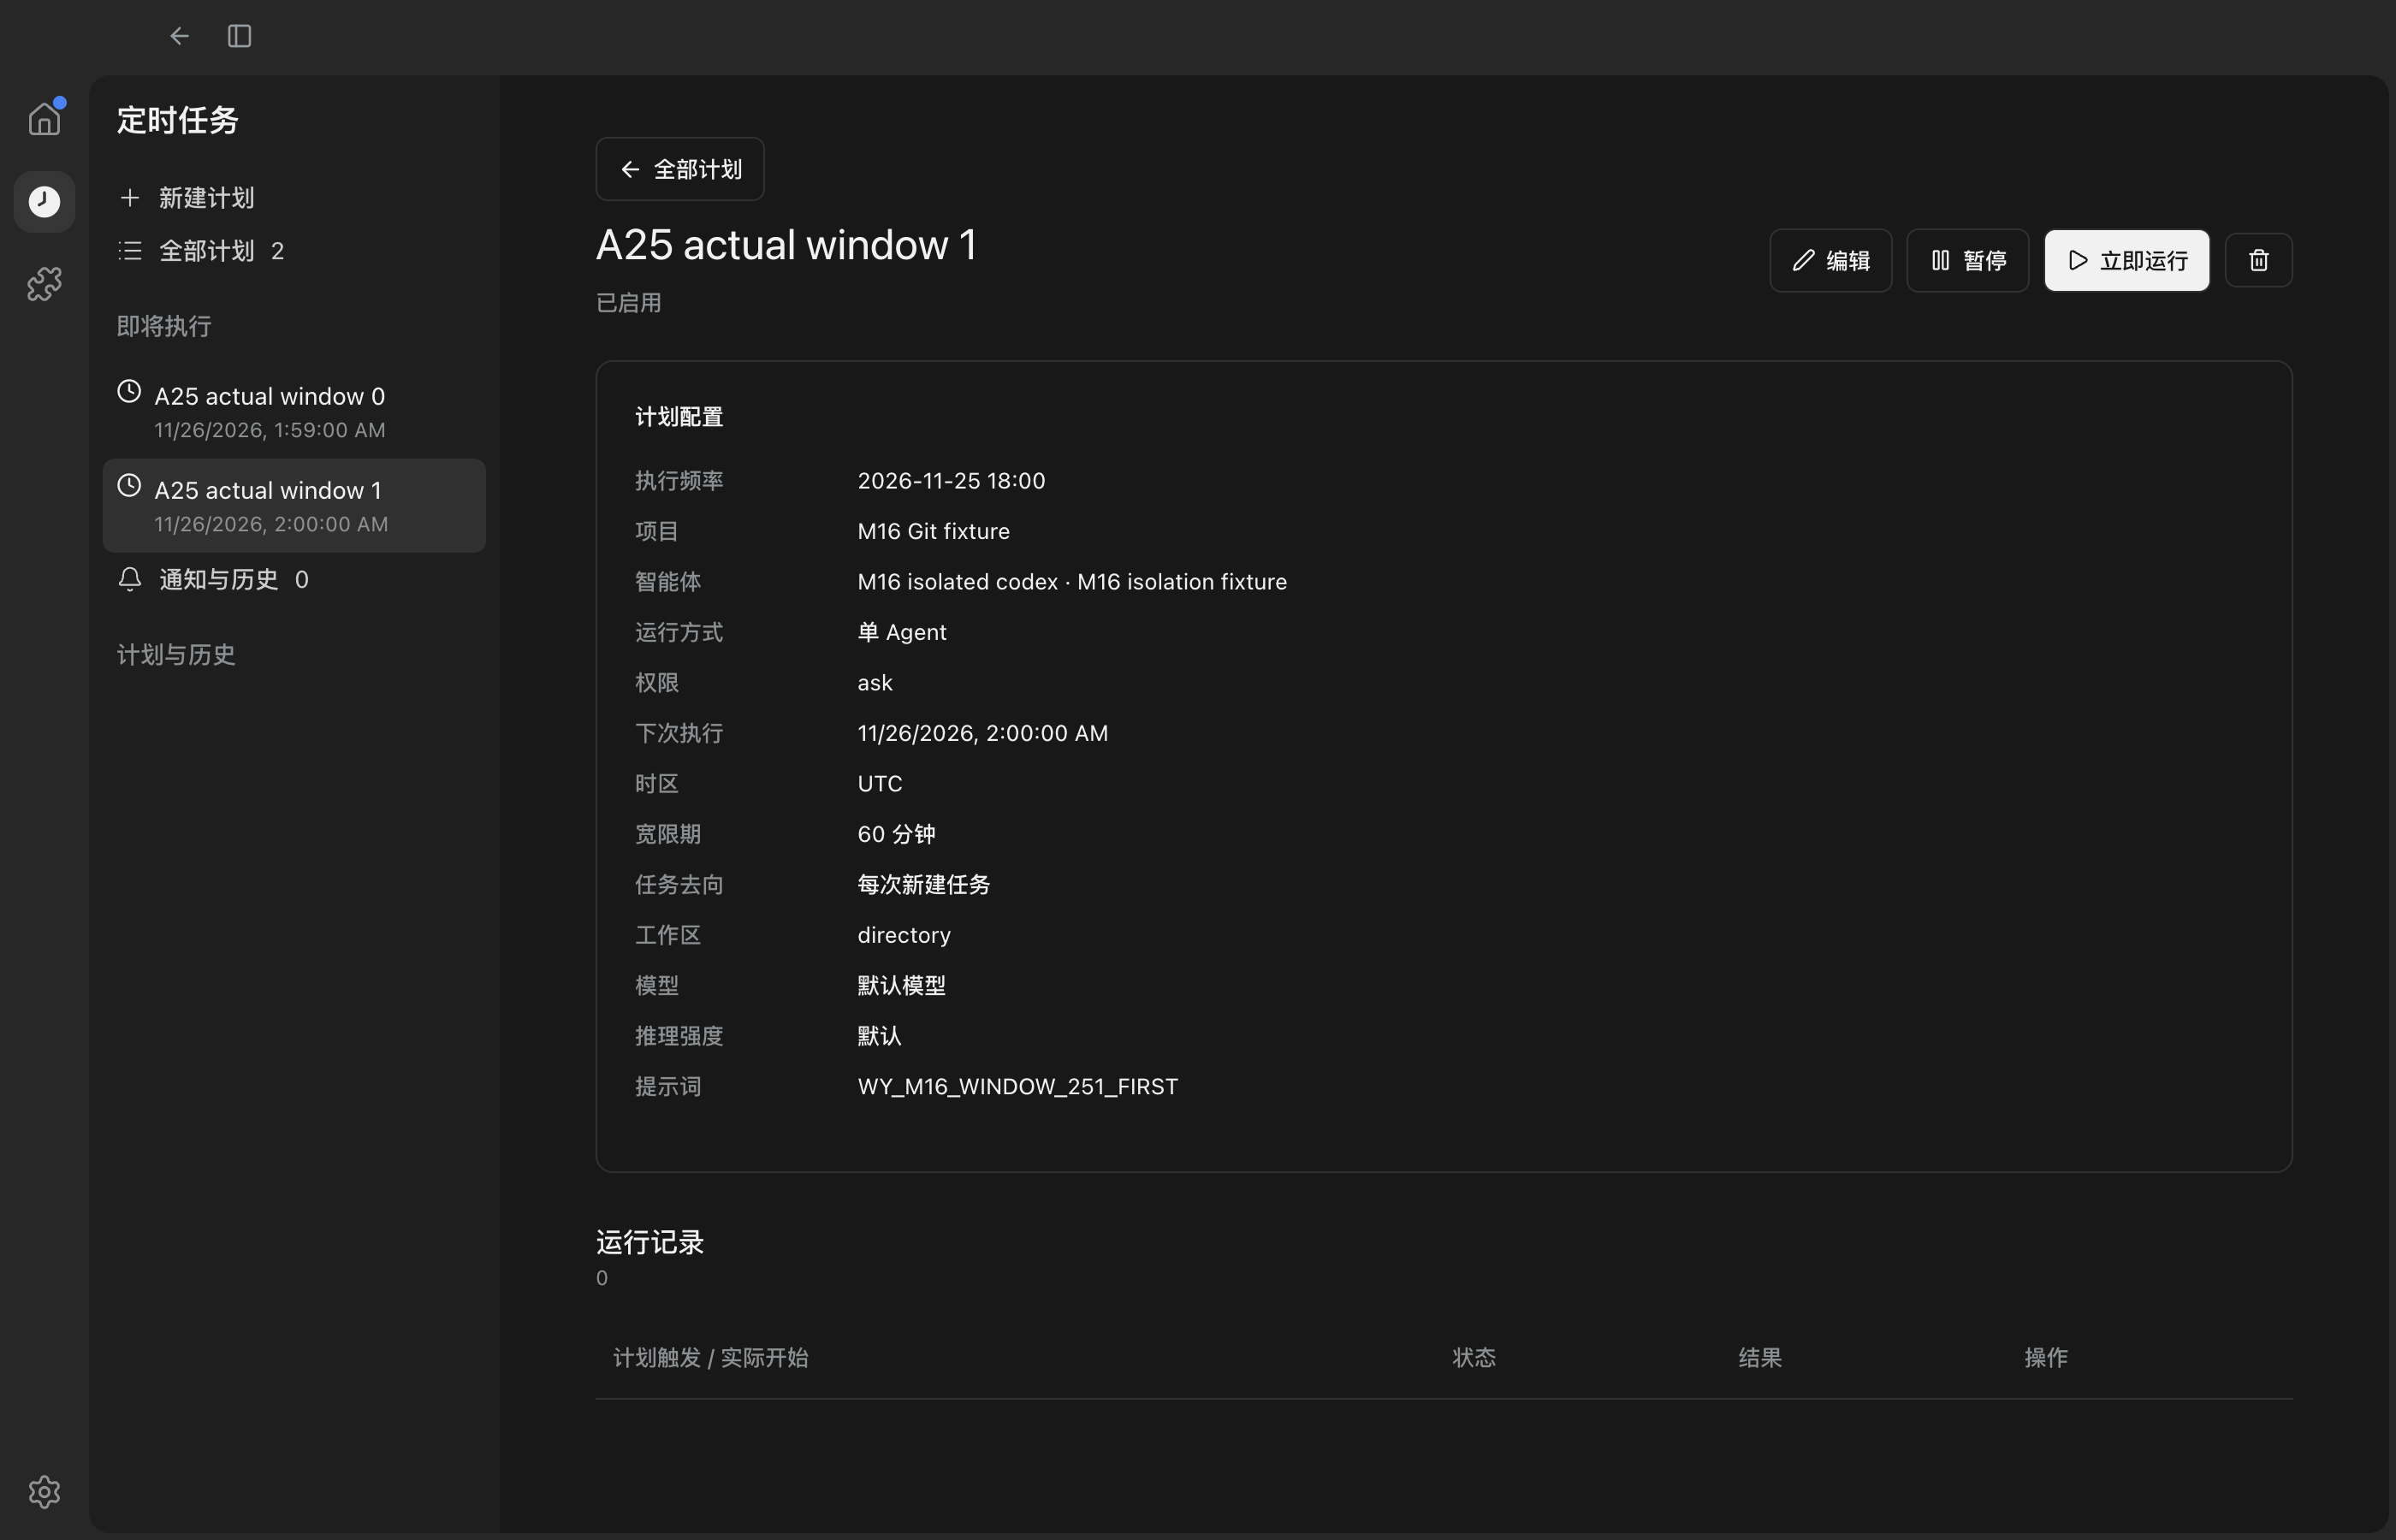 定时任务
新建计划
全部计划 2
即将执行
A25 actual window 0
11/26/2026, 1:59:00 AM
A25 actual window 1
11/26/2026, 2:00:00 AM
通知与历史 0
计划与历史
全部计划
A25 actual window 1
已启用
编辑 暂停 立即运行
计划配置
执行频率 2026-11-25 18:00
项目 M16 Git fixture
智能体 M16 isolated codex · M16 isolation fixture
运行方式 单 Agent
权限 ask
下次执行 11/26/2026, 2:00:00 AM
时区 UTC
宽限期 60 分钟
任务去向 每次新建任务
工作区 directory
模型 默认模型
推理强度 默认
提示词 WY_M16_WINDOW_251_FIRST
运行记录
0
计划触发 / 实际开始 状态 结果 操作